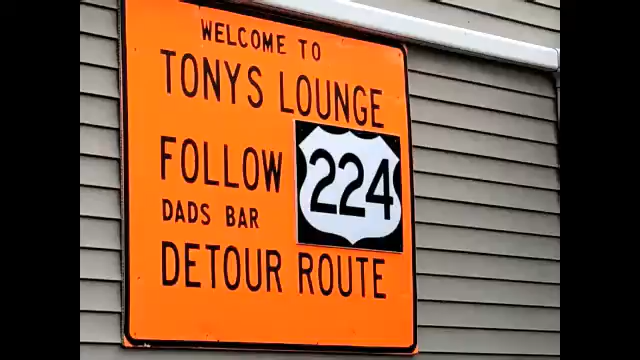 WELCOME TO
TONYS LOUNGE
FOLLOW 224
DADS BAR
DETOUR ROUTE